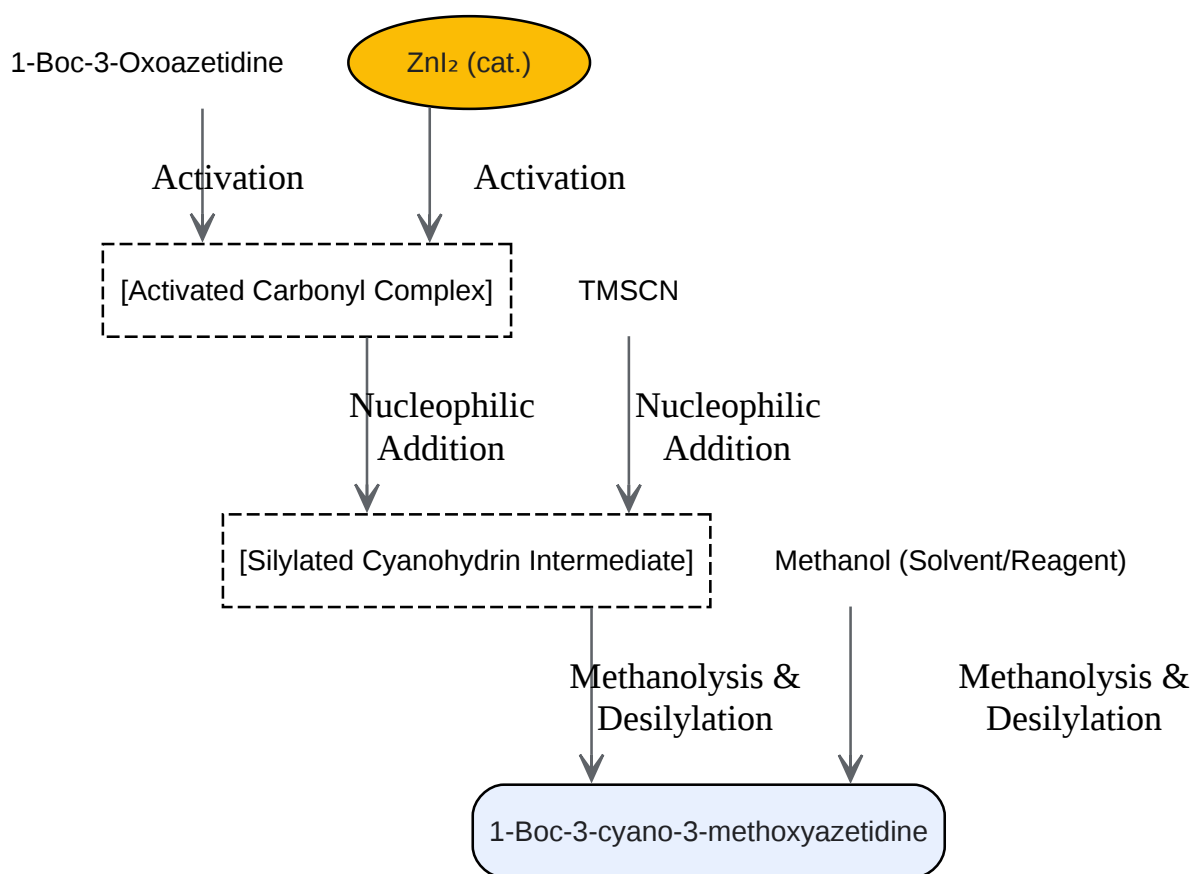 1-Boc-3-Oxoazetidine
ZnI₂ (cat.)
Activation
Activation
[Activated Carbonyl Complex]
TMSCN
Nucleophilic
Addition
Nucleophilic
Addition
[Silylated Cyanohydrin Intermediate]
Methanol (Solvent/Reagent)
Methanolysis &
Desilylation
Methanolysis &
Desilylation
1-Boc-3-cyano-3-methoxyazetidine